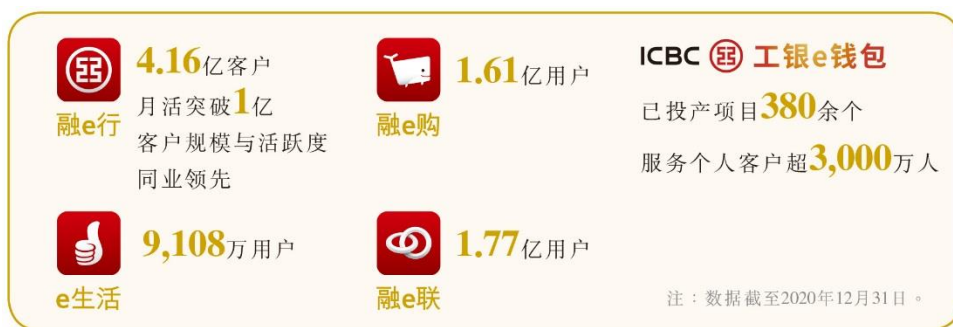 4.16亿客户
月活突破1亿
客户规模与活跃度
同业领先
融e行
1.61亿用户
融e购
ICBC 工银e钱包
已投产项目380余个
服务个人客户超3,000万人
9,108万用户
e生活
1.77亿用户
融e联
注：数据截至2020年12月31日。